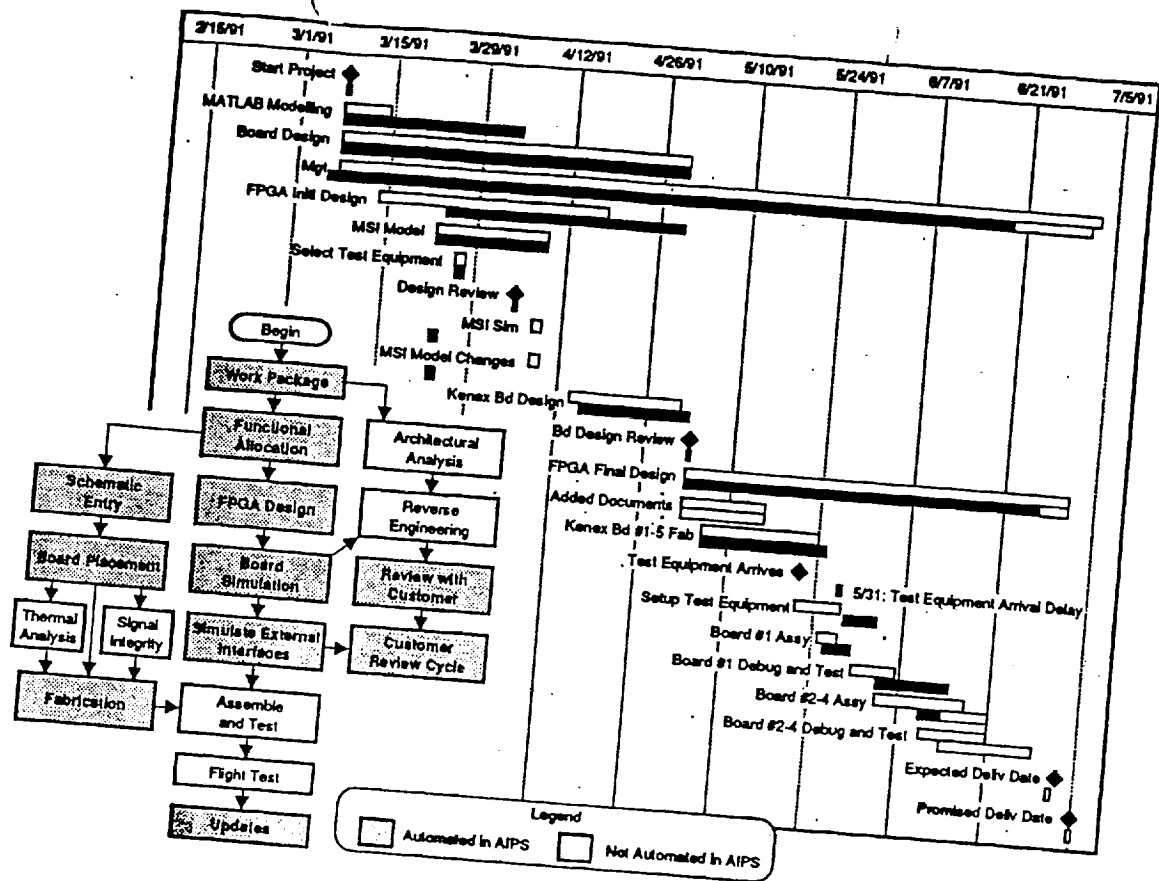 2/15/91 3/1/91 3/15/91 3/29/91 4/12/91 4/26/91 5/10/91 5/24/91 6/7/91 6/21/91 7/5/91
Start Project
MATLAB Modelling
Board Design
Mgt
FPGA Initl Design
MSI Model
Select Test Equipment
Design Review
MSI Sim
MSI Model Changes
Kenex Bd Design
Bd Design Review
FPGA Final Design
Added Documents
Kenex Bd #1-5 Fab
Test Equipment Arrives
5/31: Test Equipment Arrival Delay
Setup Test Equipment
Board #1 Assy
Board #1 Debug and Test
Board #2-4 Assy
Board #2-4 Debug and Test
Expected Deliv Date
Promised Deliv Date
Begin
Work Package
Functional
Allocation
Architectural
Analysis
Schematic
Entry
FPGA Design
Reverse
Engineering
Board Placement
Board
Simulation
Review with
Customer
Thermal
Analysis
Signal
Integrity
Simulate External
Interfaces
Customer
Review Cycle
Fabrication
Assemble
and Test
Flight Test
Updates
Legend
Automated in AIPS
Not Automated in AIPS